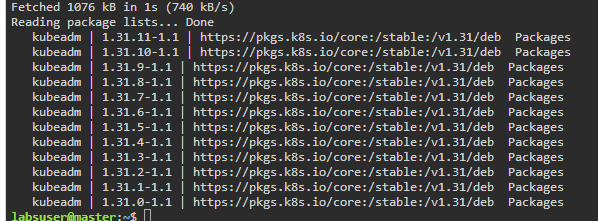 Fetched 1076 kB in 1s (740 kB/s)
Reading package lists... Done
kubeadm | 1.31.11-1.1 | https://pkgs.k8s.io/core:/stable:/v1.31/deb  Packages
kubeadm | 1.31.10-1.1 | https://pkgs.k8s.io/core:/stable:/v1.31/deb  Packages
kubeadm | 1.31.9-1.1 | https://pkgs.k8s.io/core:/stable:/v1.31/deb  Packages
kubeadm | 1.31.8-1.1 | https://pkgs.k8s.io/core:/stable:/v1.31/deb  Packages
kubeadm | 1.31.7-1.1 | https://pkgs.k8s.io/core:/stable:/v1.31/deb  Packages
kubeadm | 1.31.6-1.1 | https://pkgs.k8s.io/core:/stable:/v1.31/deb  Packages
kubeadm | 1.31.5-1.1 | https://pkgs.k8s.io/core:/stable:/v1.31/deb  Packages
kubeadm | 1.31.4-1.1 | https://pkgs.k8s.io/core:/stable:/v1.31/deb  Packages
kubeadm | 1.31.3-1.1 | https://pkgs.k8s.io/core:/stable:/v1.31/deb  Packages
kubeadm | 1.31.2-1.1 | https://pkgs.k8s.io/core:/stable:/v1.31/deb  Packages
kubeadm | 1.31.1-1.1 | https://pkgs.k8s.io/core:/stable:/v1.31/deb  Packages
kubeadm | 1.31.0-1.1 | https://pkgs.k8s.io/core:/stable:/v1.31/deb  Packages
labsuser@master:~$